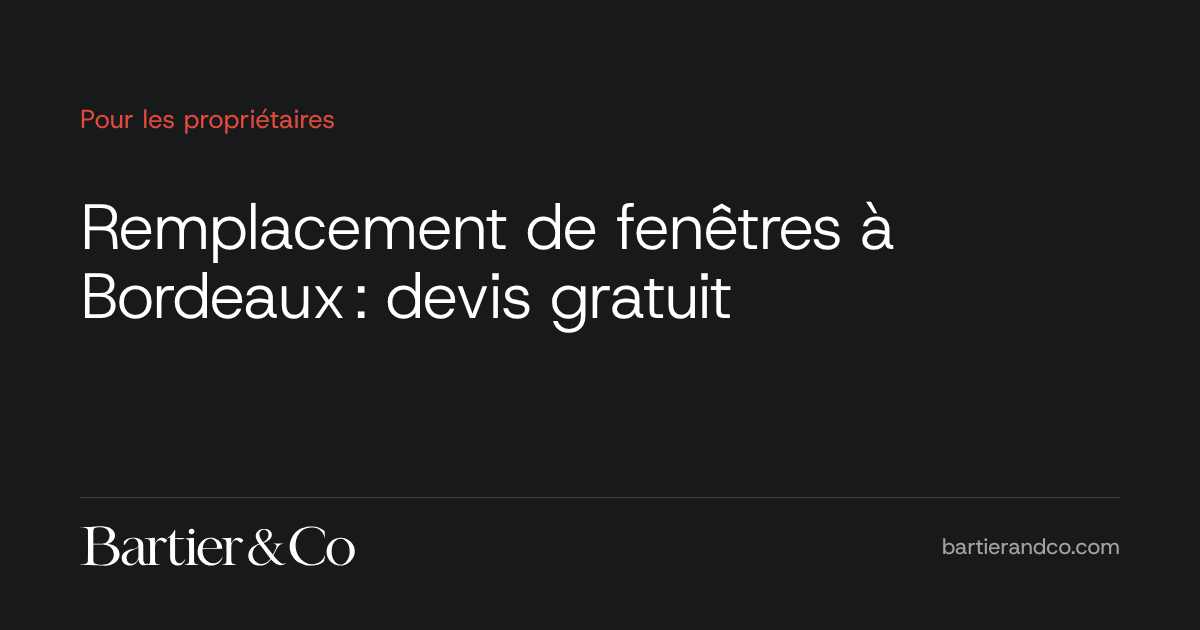 Pour les propriétaires
Remplacement de fenêtres à
Bordeaux : devis gratuit
Bartier & Co
bartierandco.com